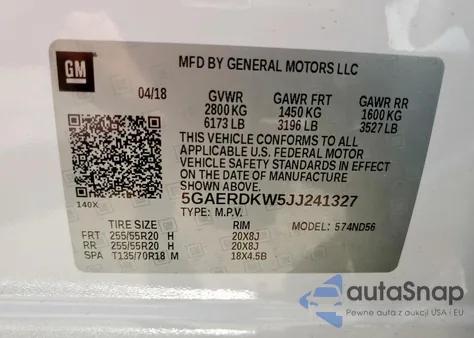 GM
MFD BY GENERAL MOTORS LLC
04/18 GVWR GAWR FRT GAWR RR
2800 KG 1450 KG 1600 KG
6173 LB 3196 LB 3527 LB
THIS VEHICLE CONFORMS TO ALL
APPLICABLE U.S. FEDERAL MOTOR
VEHICLE SAFETY STANDARDS IN EFFECT
ON THE DATE OF MANUFACTURE
SHOWN ABOVE
140X
5GAERDKW5JJ241327
TYPE: M.P.V. MODEL: 574ND56
TIRE SIZE RIM
FRT 255/55R20 H 20X8J
RR 255/55R20 H 20X8J
SPA T135/70R18 M 18X4.5B
autoSnap
Pewne auto z USA i EU